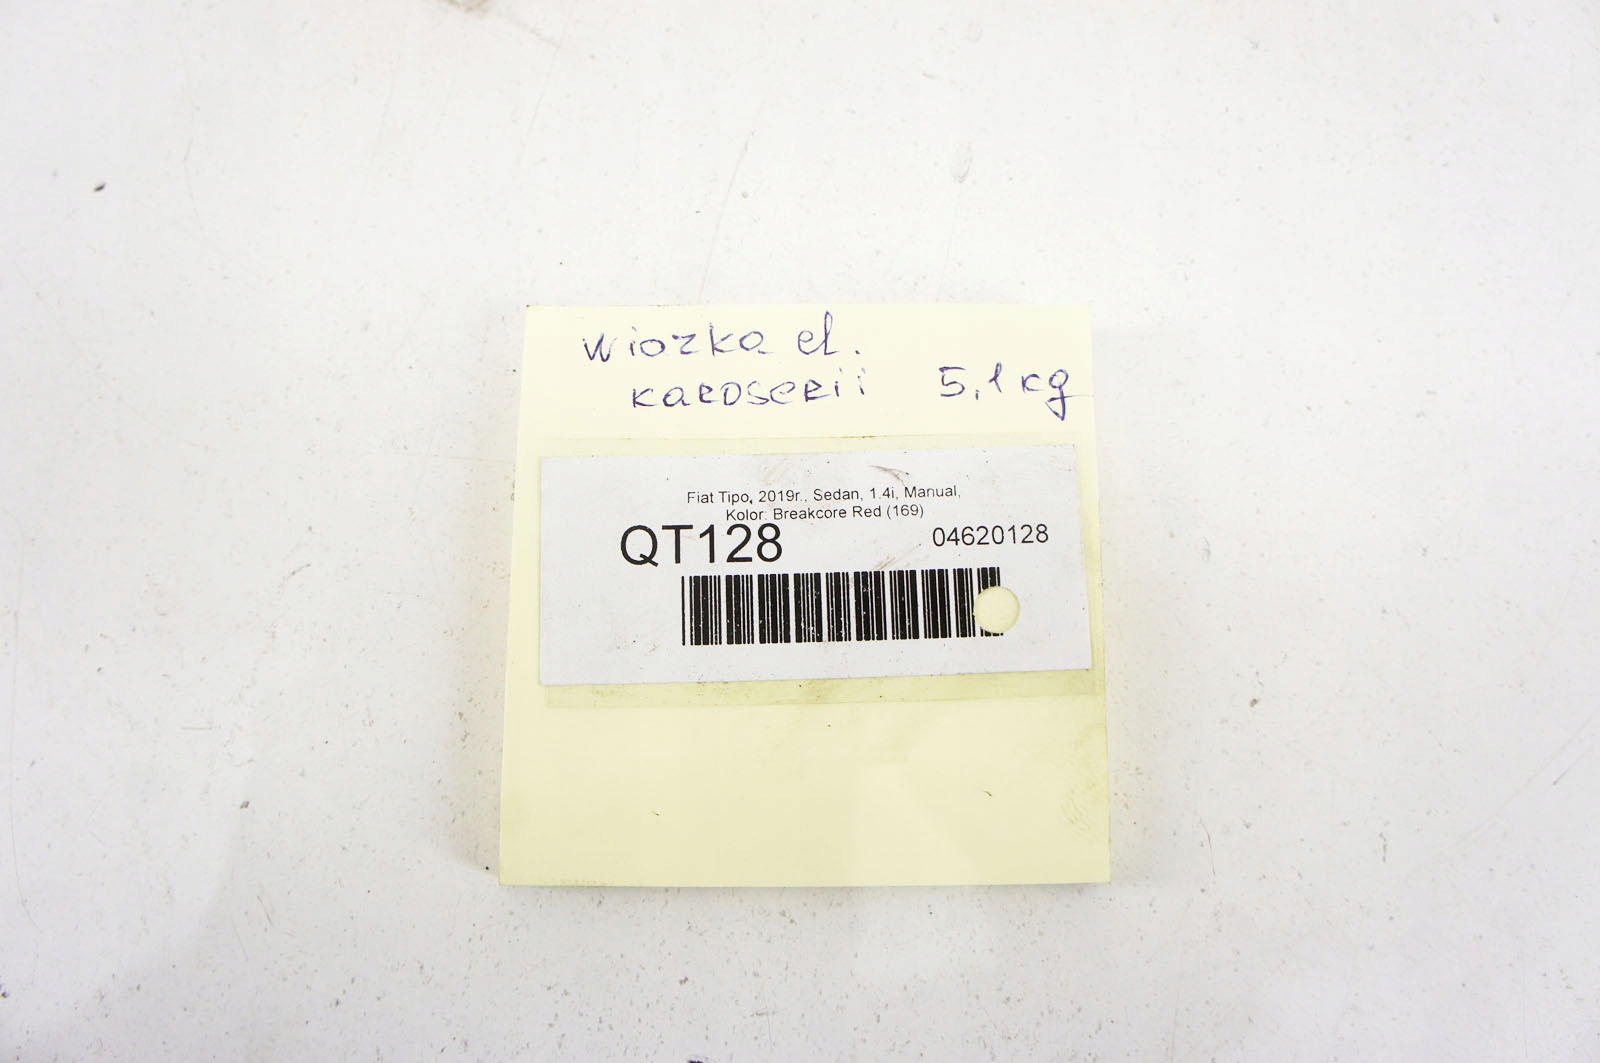 wiozka el.
karoserii 5,1 kg
Fiat Tipo, 2019r., Sedan, 1.4i, Manual,
Kolor: Breakcore Red (169)
QT128 04620128